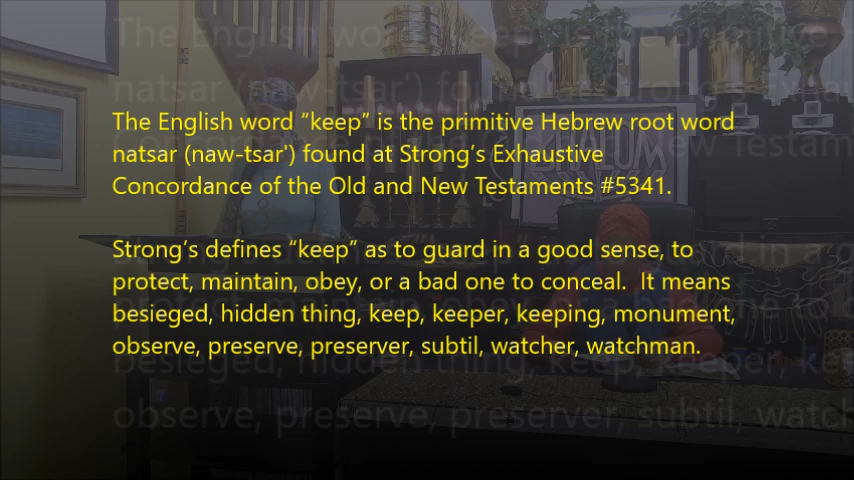 The English word “keep” is the primitive Hebrew root word
natsar (naw-tsar') found at Strong’s Exhaustive
Concordance of the Old and New Testaments #5341.
Strong’s defines “keep” as to guard in a good sense, to
protect, maintain, obey, or a bad one to conceal.  It means
besieged, hidden thing, keep, keeper, keeping, monument,
observe, preserve, preserver, subtil, watcher, watchman.